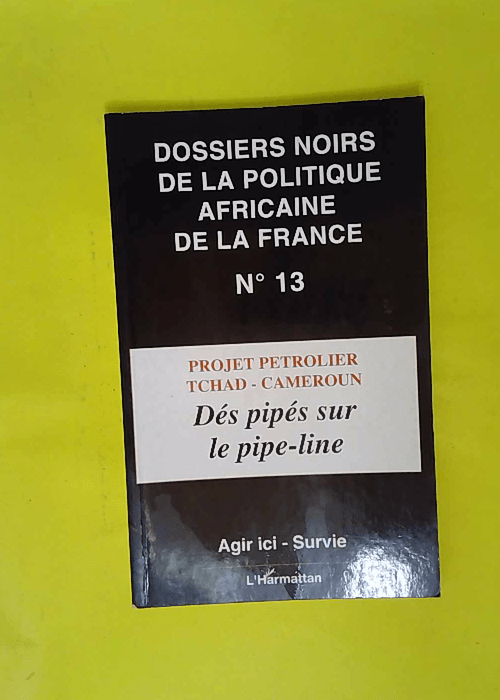 DOSSIERS NOIRS
DE LA POLITIQUE
AFRICAINE
DE LA FRANCE
N° 13
PROJET PETROLIER
TCHAD - CAMEROUN
Dés pipés sur
le pipe-line
Agir ici - Survie
L'Harmattan